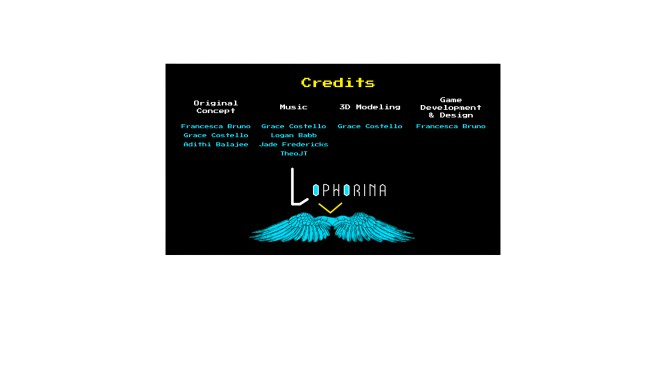 Credits
Original
Concept
Francesca Bruno
Grace Costello
Adithi Balajee
Music
Grace Costello
Logan Babb
Jade Fredericks
TheoJT
3D Modeling
Grace Costello
Game
Development
& Design
Francesca Bruno
LOPHORINA